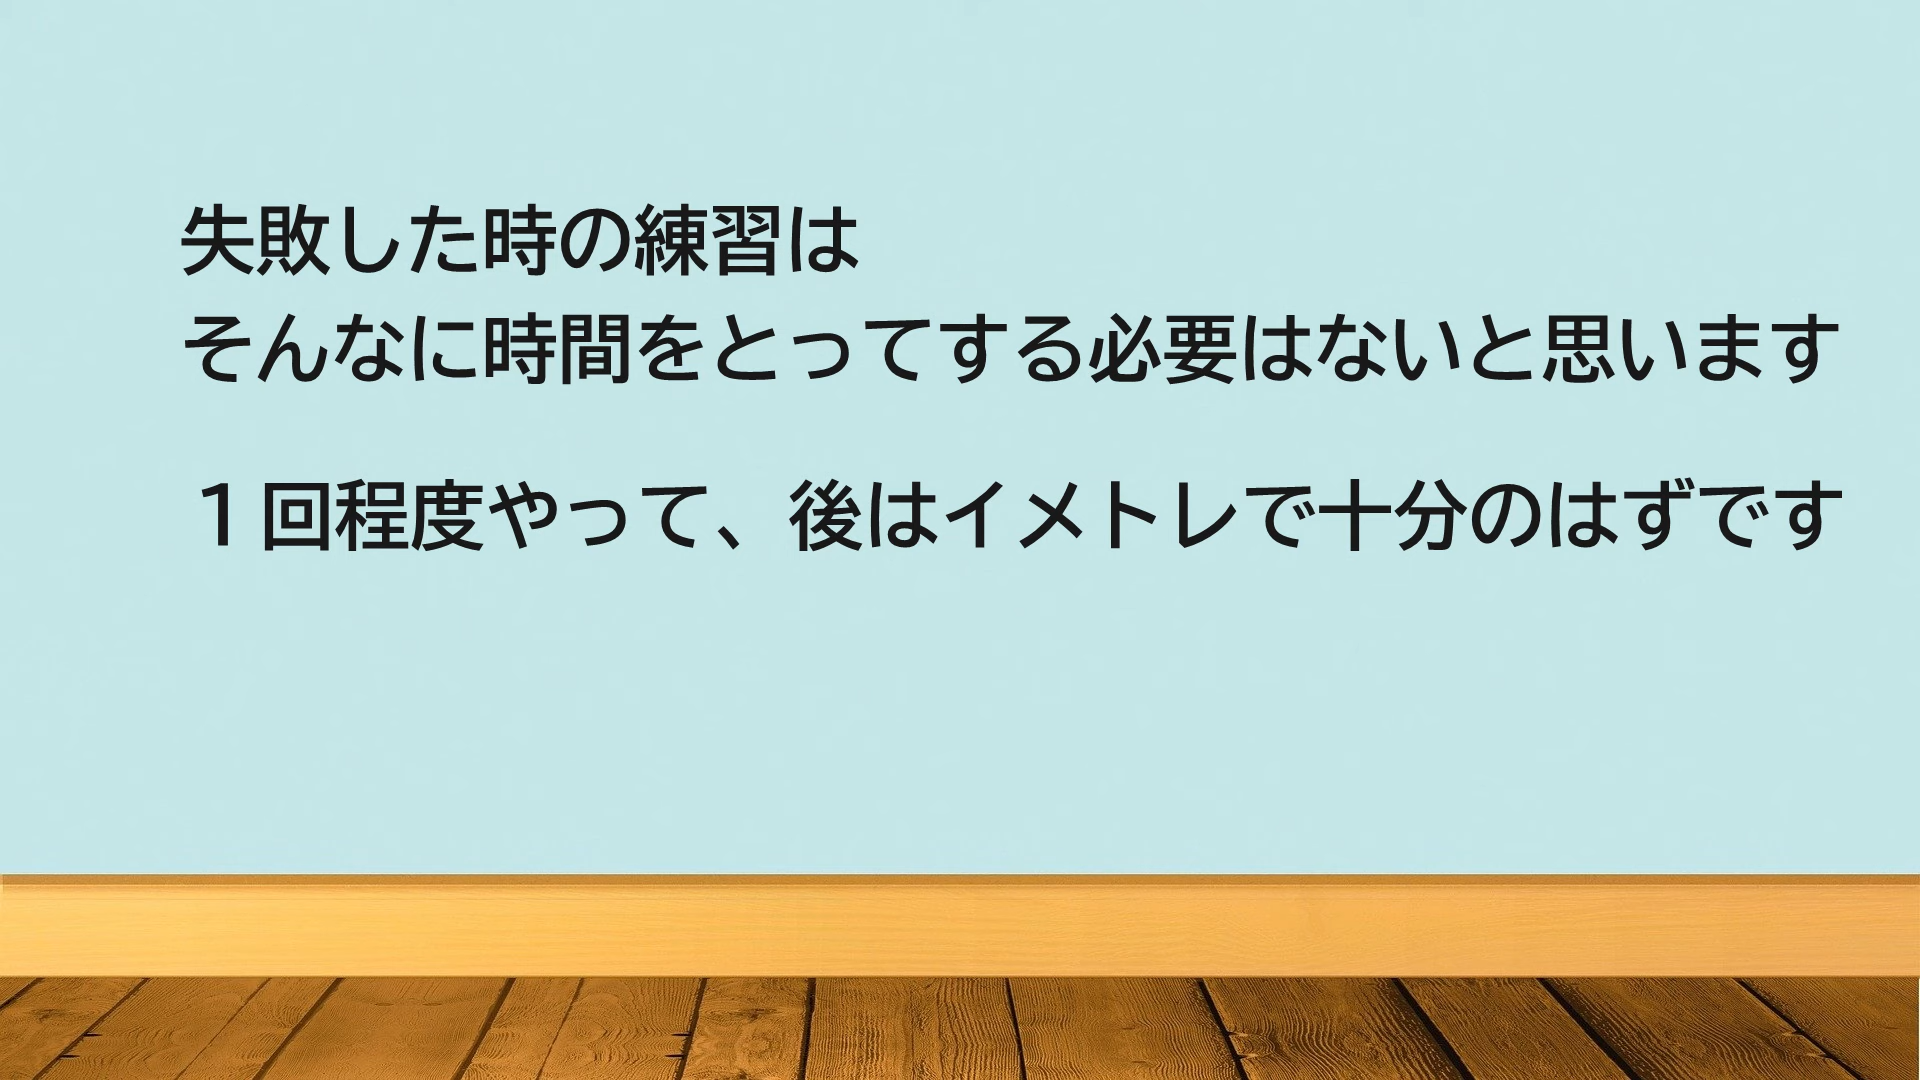 失敗した時の練習は
そんなに時間をとってする必要はないと思います
１回程度やって、後はイメトレで十分のはずです